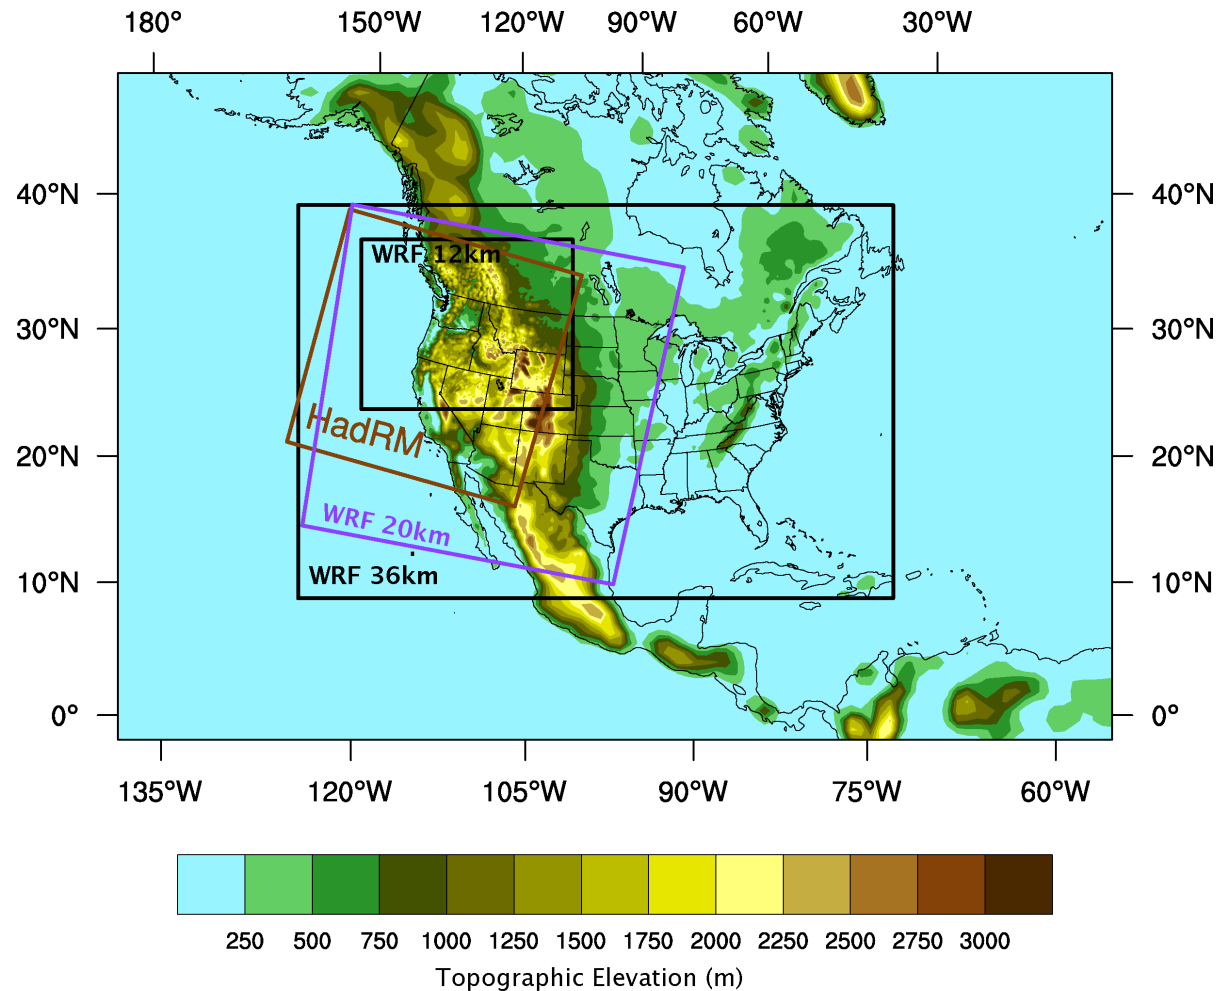 180° 150°W 120°W 90°W 60°W 30°W
40°N 40°N
WRF 12km
30°N 30°N
HadRM
20°N 20°N
WRF 20km
WRF 36km
10°N 10°N
0° 0°
135°W 120°W 105°W 90°W 75°W 60°W
250 500 750 1000 1250 1500 1750 2000 2250 2500 2750 3000
Topographic Elevation (m)